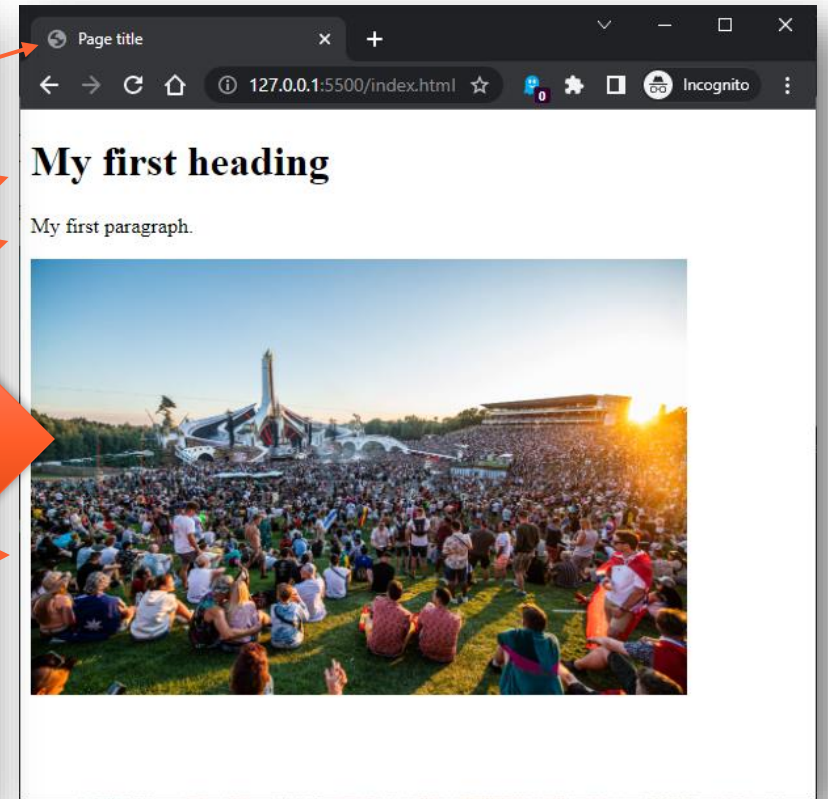 Page title
127.0.0.1:5500/index.html
0
Incognito
My first heading
My first paragraph.